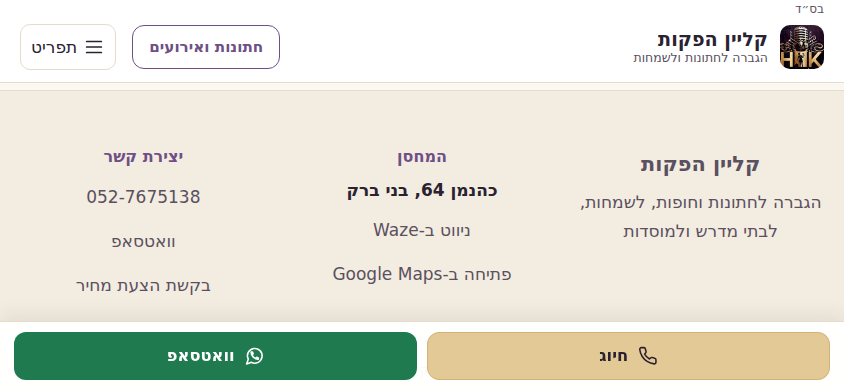 בס״ד
קליין הפקות
הגברה לחתונות ולשמחות
חתונות ואירועים
תפריט
קליין הפקות
הגברה לחתונות וחופות, לשמחות,
לבתי מדרש ולמוסדות
המחסן
כהנמן 64, בני ברק
ניווט ב-Waze
פתיחה ב-Google Maps
יצירת קשר
052-7675138
וואטסאפ
בקשת הצעת מחיר
חיוג
וואטסאפ